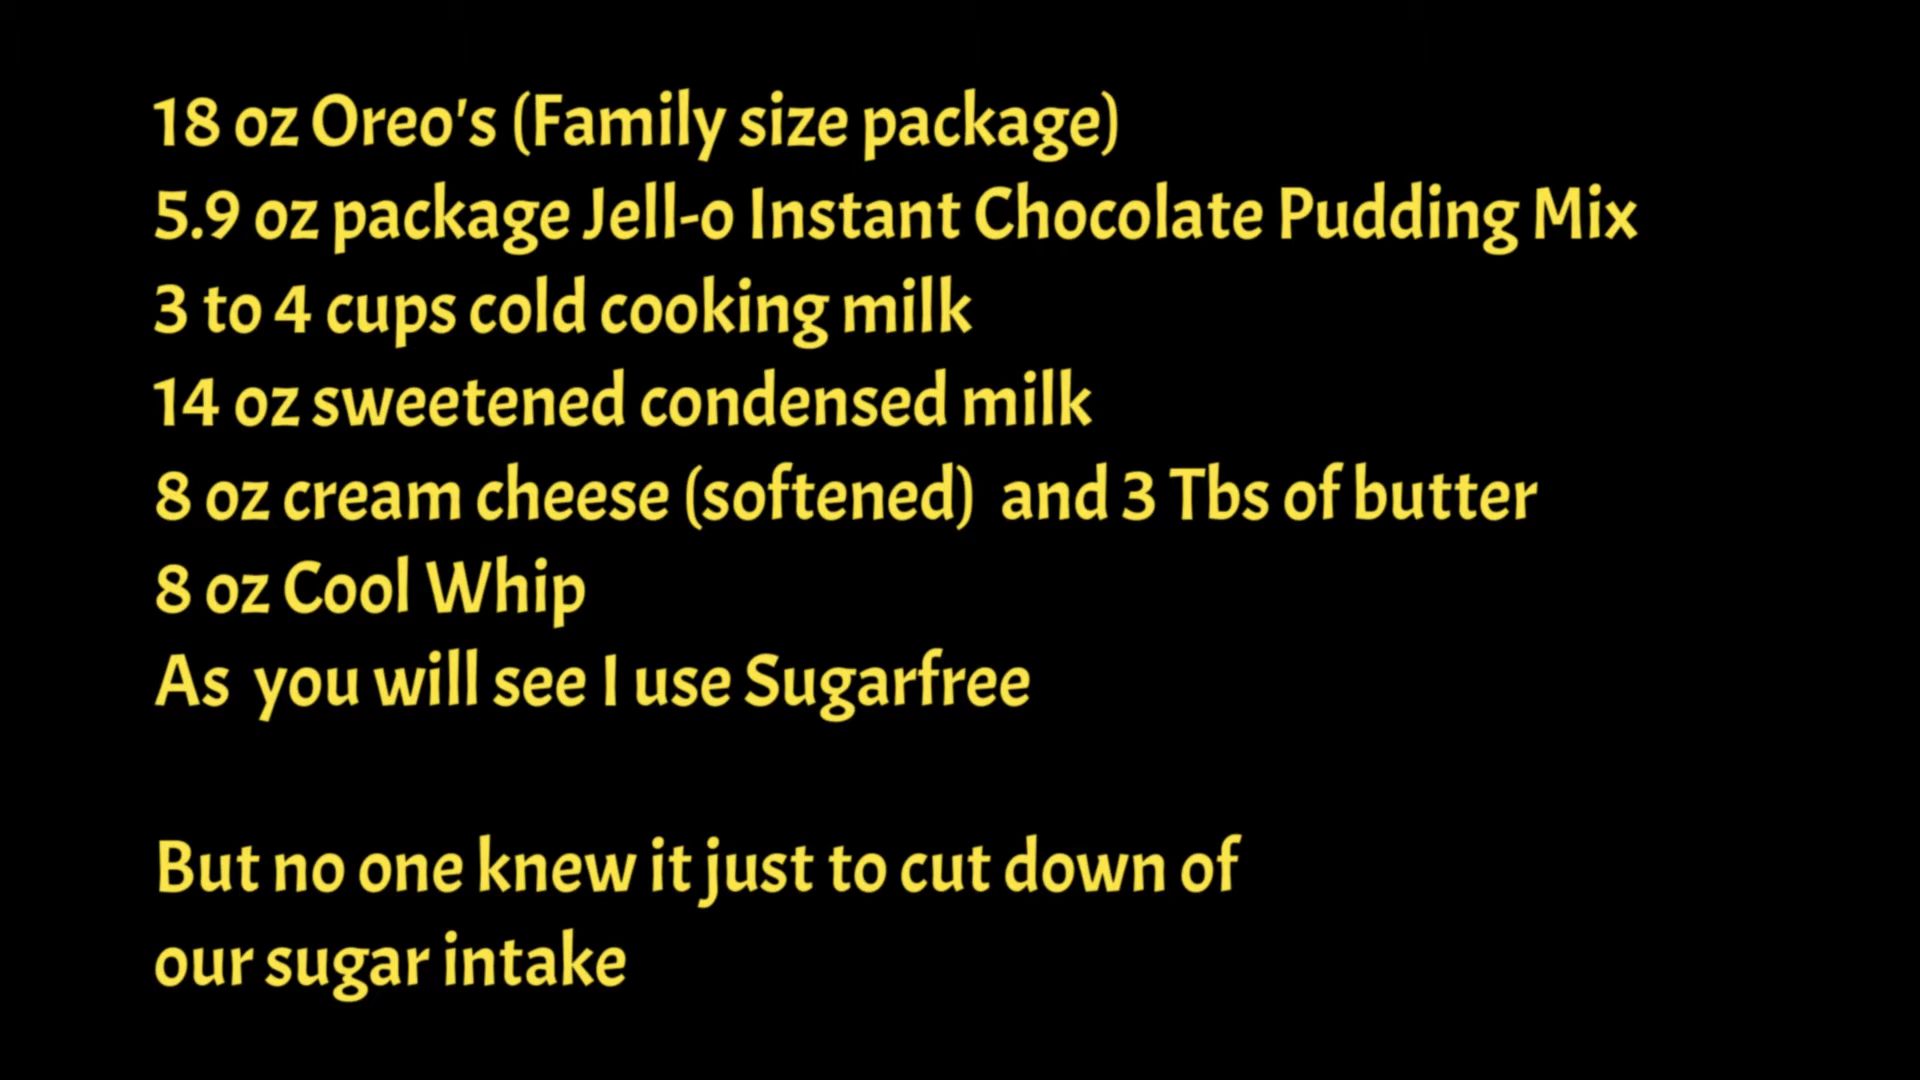 18 oz Oreo's (Family size package)
5.9 oz package Jell-o Instant Chocolate Pudding Mix
3 to 4 cups cold cooking milk
14 oz sweetened condensed milk
8 oz cream cheese (softened)  and 3 Tbs of butter
8 oz Cool Whip
As  you will see I use Sugarfree
But no one knew it just to cut down of
our sugar intake